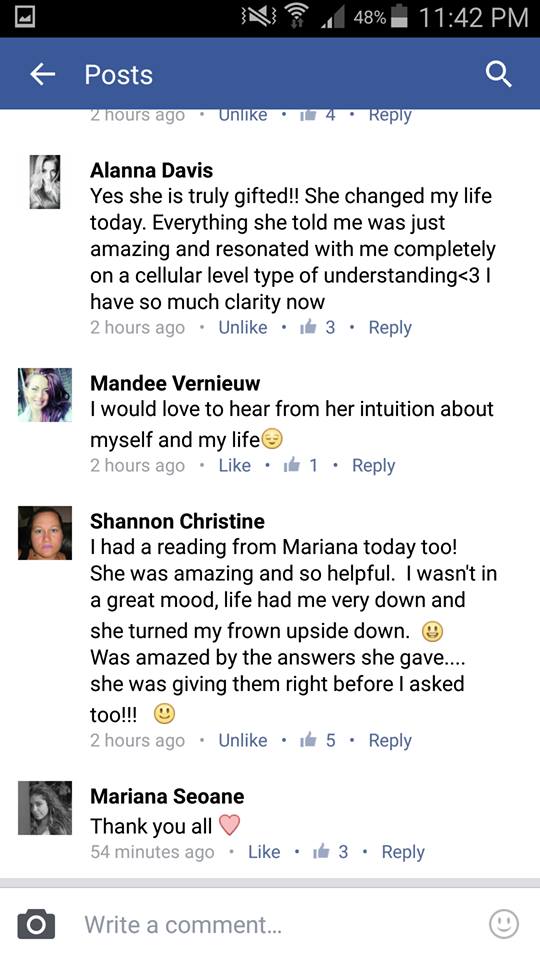 48% 11:42 PM
Posts
2 hours ago • Unlike • 4 • Reply
Alanna Davis
Yes she is truly gifted!! She changed my life
today. Everything she told me was just
amazing and resonated with me completely
on a cellular level type of understanding<3 I
have so much clarity now
2 hours ago • Unlike • 3 • Reply
Mandee Vernieuw
I would love to hear from her intuition about
myself and my life😌
2 hours ago • Like • 1 • Reply
Shannon Christine
I had a reading from Mariana today too!
She was amazing and so helpful. I wasn't in
a great mood, life had me very down and
she turned my frown upside down. 😃
Was amazed by the answers she gave....
she was giving them right before I asked
too!!! 🙂
2 hours ago • Unlike • 5 • Reply
Mariana Seoane
Thank you all ❤
54 minutes ago • Like • 3 • Reply
Write a comment...